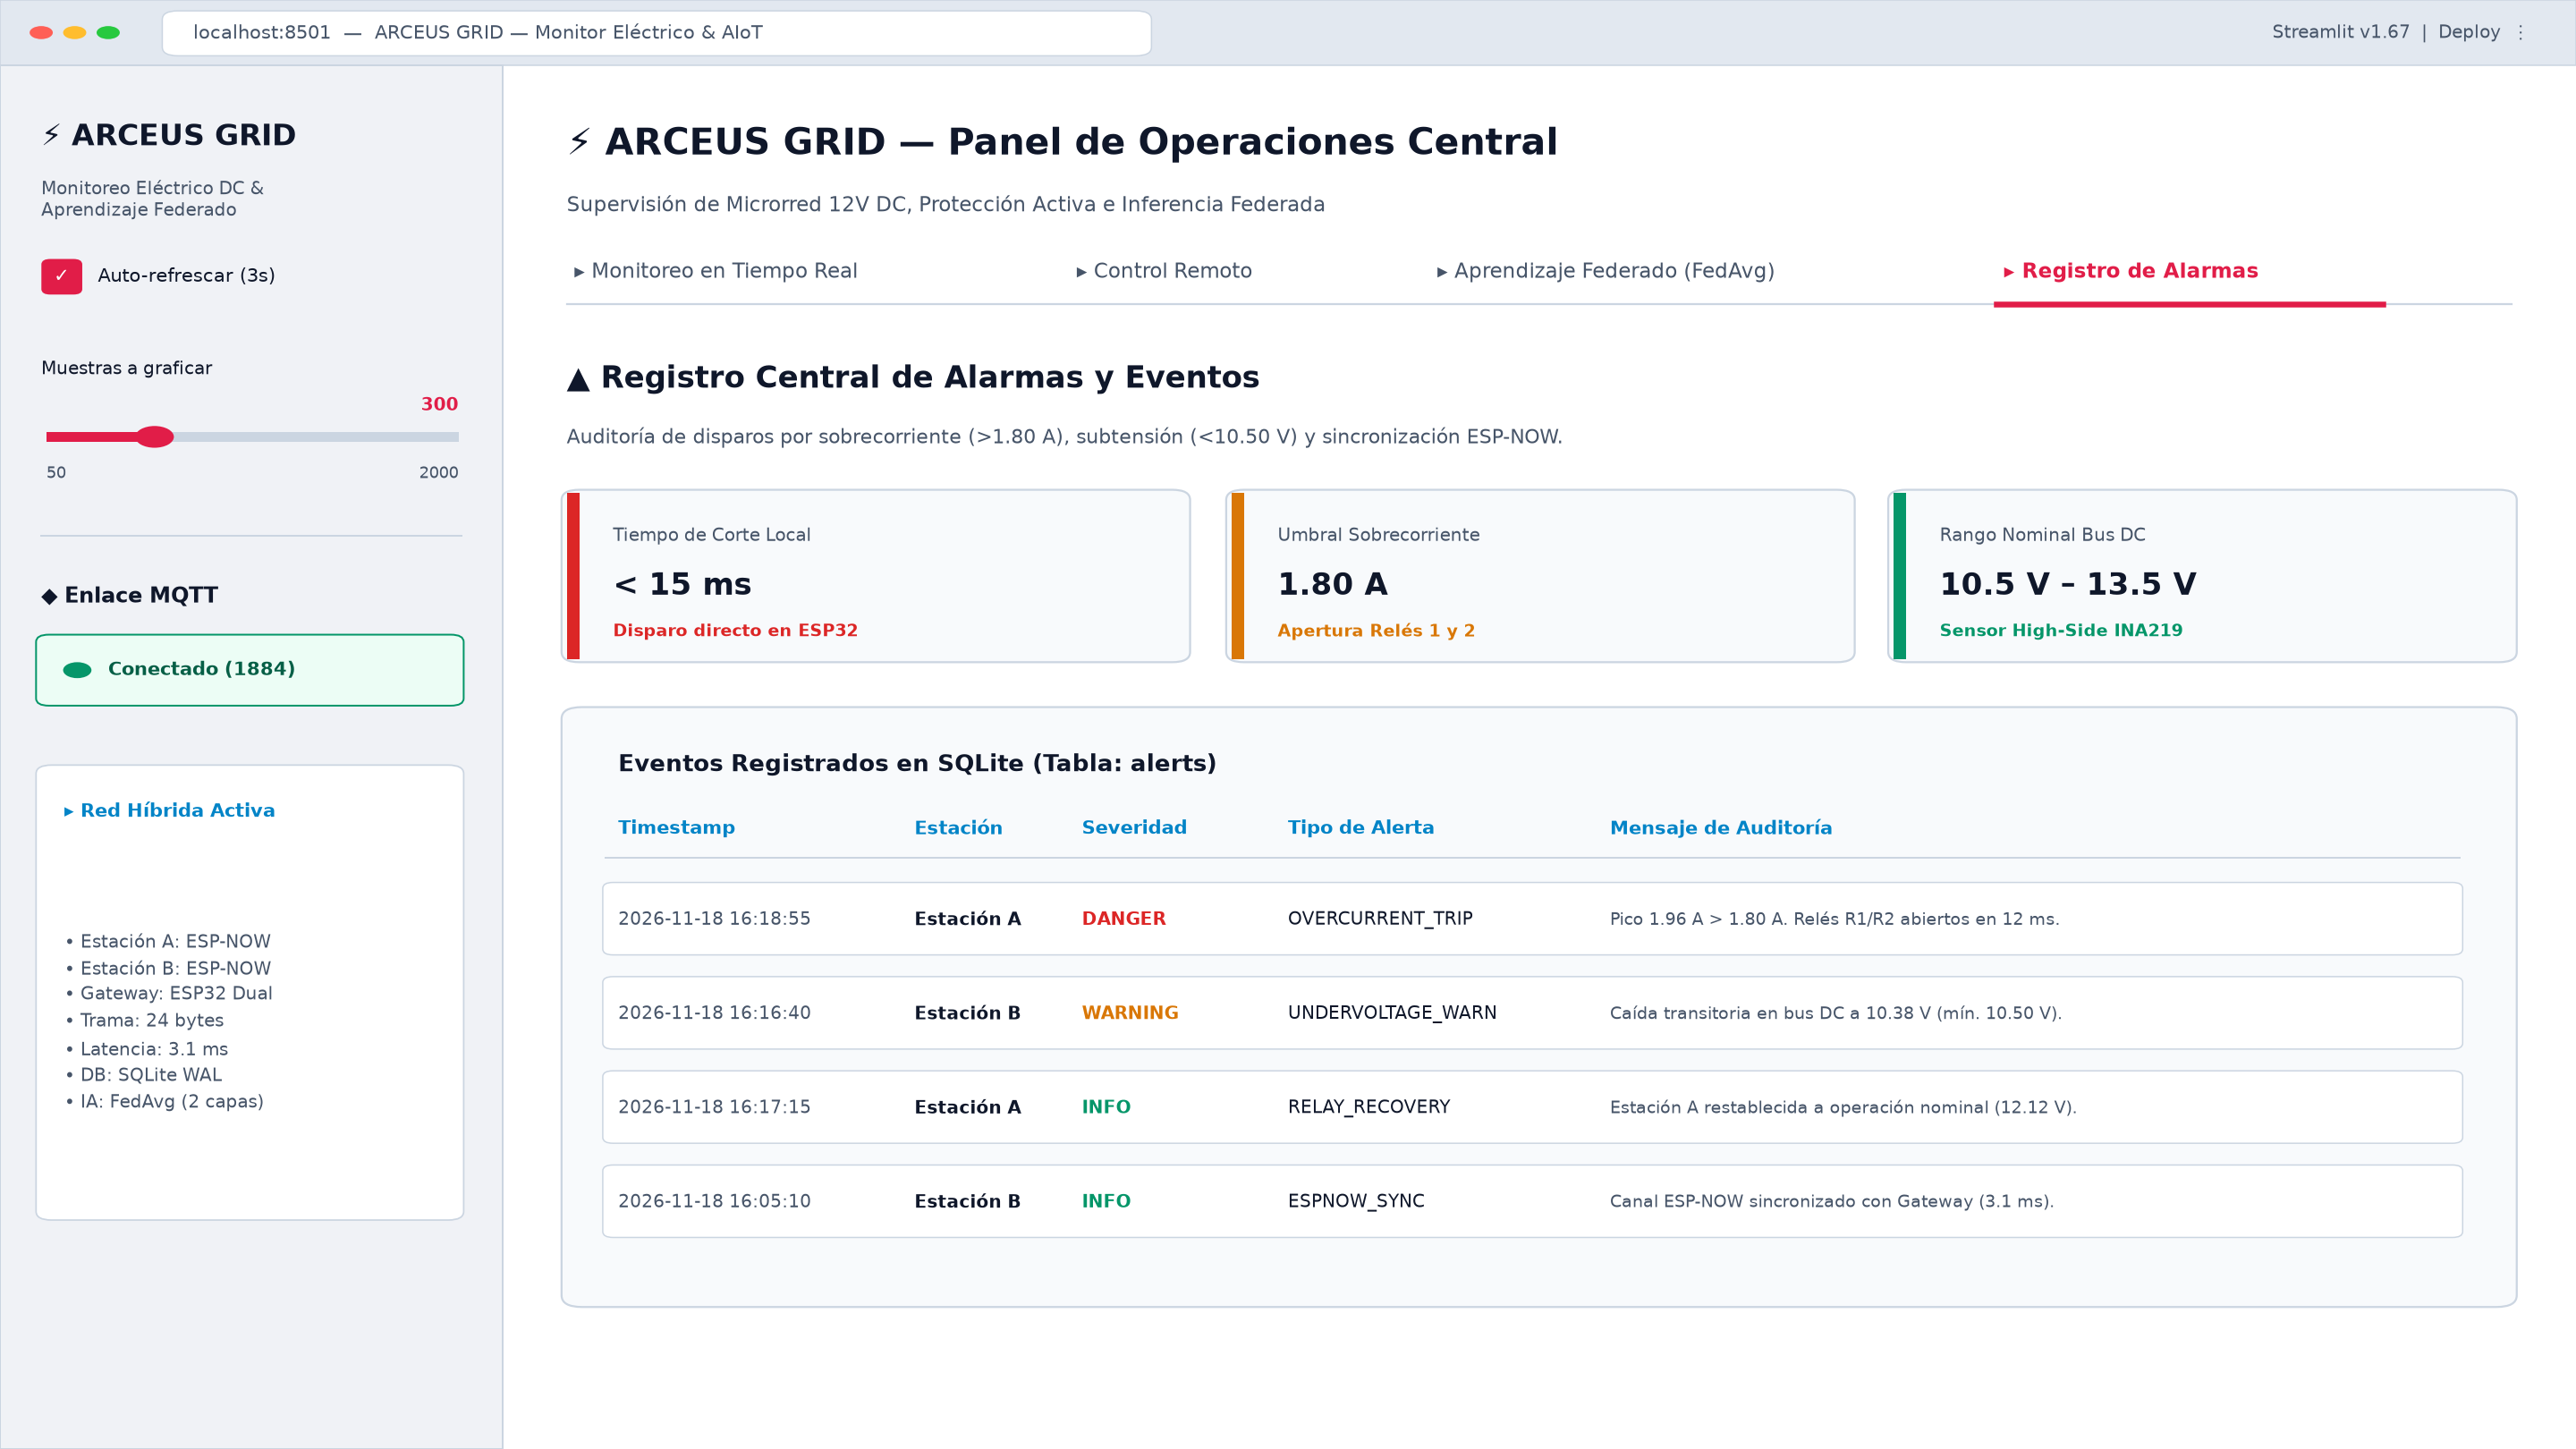 localhost:8501 — ARCEUS GRID — Monitor Eléctrico & AIoT
Streamlit v1.67 | Deploy ⋮
⚡ ARCEUS GRID
Monitoreo Eléctrico DC &
Aprendizaje Federado
✓ Auto-refrescar (3s)
Muestras a graficar
300
50 2000
◆ Enlace MQTT
Conectado (1884)
▸ Red Híbrida Activa
• Estación A: ESP-NOW
• Estación B: ESP-NOW
• Gateway: ESP32 Dual
• Trama: 24 bytes
• Latencia: 3.1 ms
• DB: SQLite WAL
• IA: FedAvg (2 capas)
⚡ ARCEUS GRID — Panel de Operaciones Central
Supervisión de Microrred 12V DC, Protección Activa e Inferencia Federada
▸ Monitoreo en Tiempo Real ▸ Control Remoto ▸ Aprendizaje Federado (FedAvg) ▸ Registro de Alarmas
▲ Registro Central de Alarmas y Eventos
Auditoría de disparos por sobrecorriente (>1.80 A), subtensión (<10.50 V) y sincronización ESP-NOW.
Tiempo de Corte Local
< 15 ms
Disparo directo en ESP32
Umbral Sobrecorriente
1.80 A
Apertura Relés 1 y 2
Rango Nominal Bus DC
10.5 V – 13.5 V
Sensor High-Side INA219
Eventos Registrados en SQLite (Tabla: alerts)
Timestamp Estación Severidad Tipo de Alerta Mensaje de Auditoría
2026-11-18 16:18:55 Estación A DANGER OVERCURRENT_TRIP Pico 1.96 A > 1.80 A. Relés R1/R2 abiertos en 12 ms.
2026-11-18 16:16:40 Estación B WARNING UNDERVOLTAGE_WARN Caída transitoria en bus DC a 10.38 V (mín. 10.50 V).
2026-11-18 16:17:15 Estación A INFO RELAY_RECOVERY Estación A restablecida a operación nominal (12.12 V).
2026-11-18 16:05:10 Estación B INFO ESPNOW_SYNC Canal ESP-NOW sincronizado con Gateway (3.1 ms).